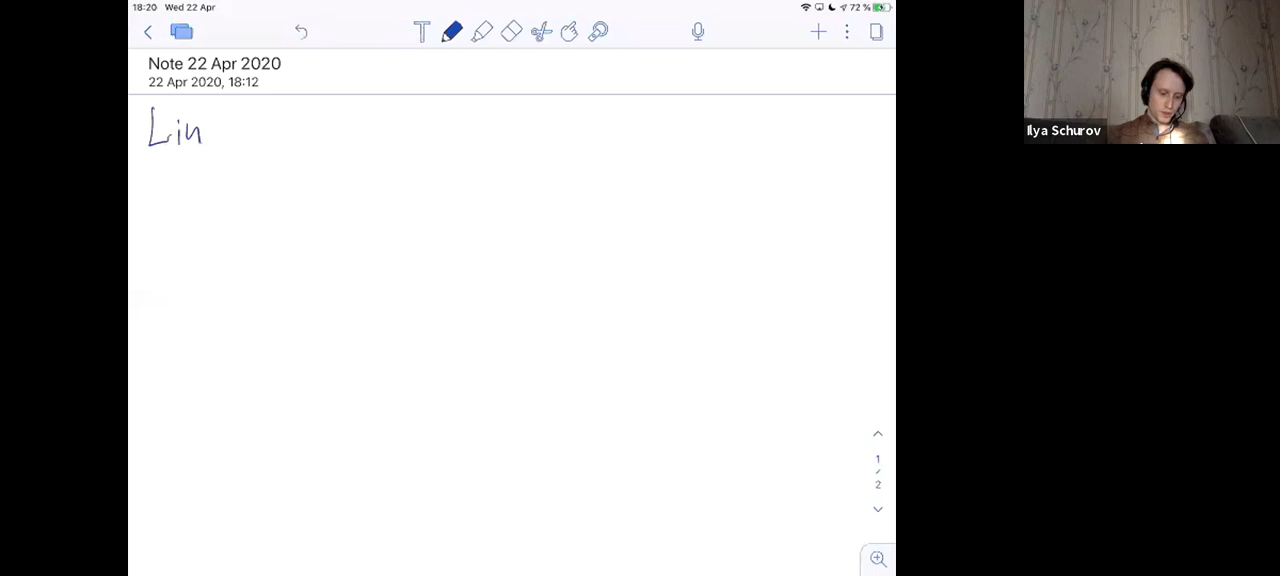 18:20 Wed 22 Apr
72 %
T
Note 22 Apr 2020
22 Apr 2020, 18:12
Lin
Ilya Schurov
1
/
2